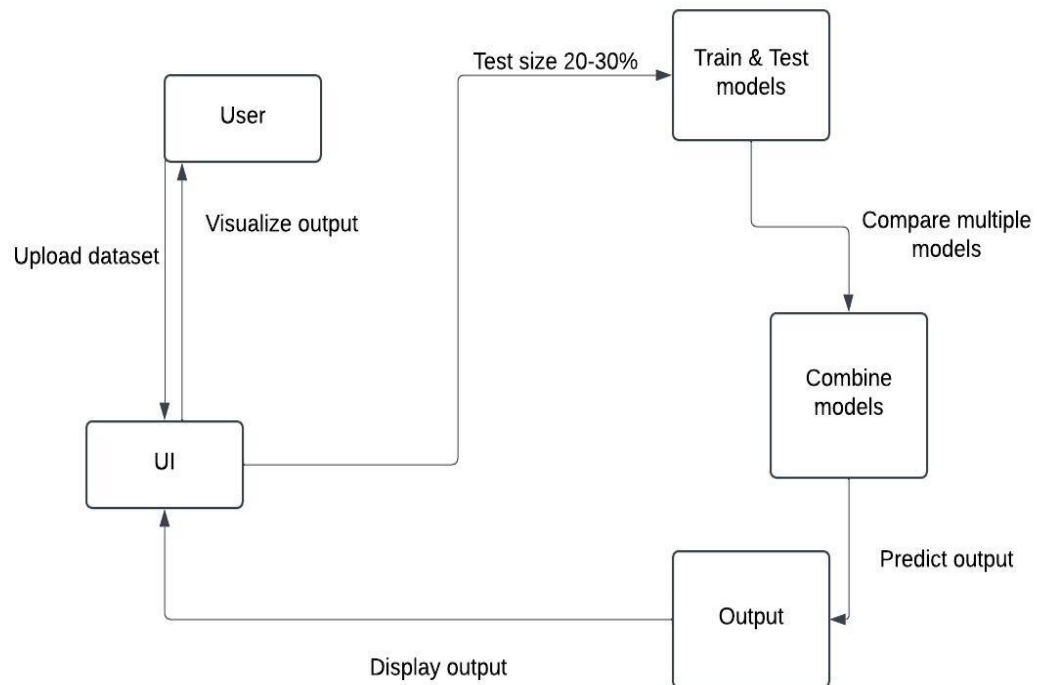 Test size 20-30%
Train & Test
models
User
Visualize output
Upload dataset
Compare multiple
models
Combine
models
UI
Predict output
Output
Display output